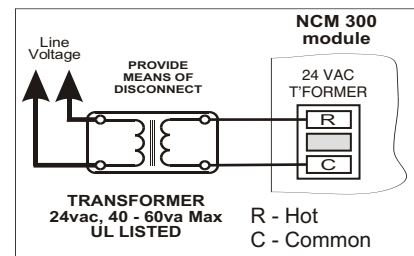 NCM 300
module
Line
Voltage
PROVIDE
MEANS OF
DISCONNECT
24 VAC
T'FORMER
R
C
TRANSFORMER
24vac, 40 - 60va Max
UL LISTED
R - Hot
C - Common